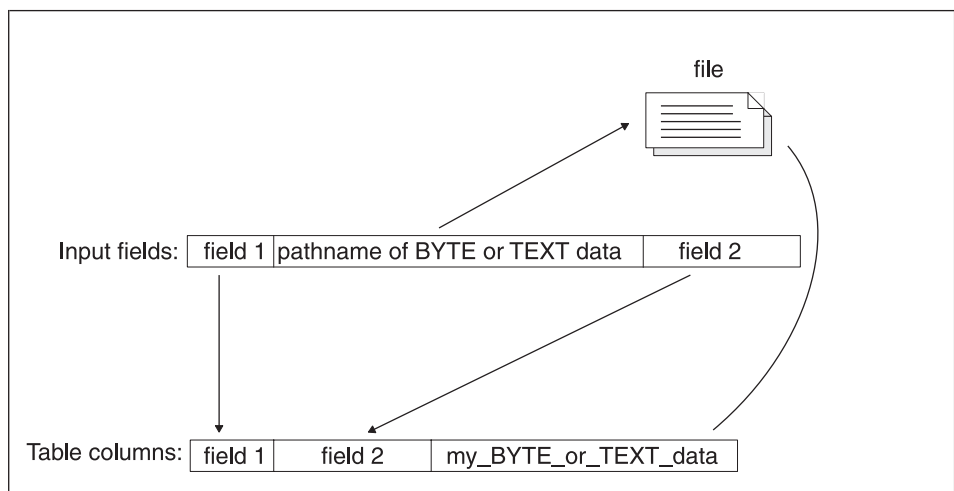 file
Input fields: field 1 pathname of BYTE or TEXT data field 2
Table columns: field 1 field 2 my_BYTE_or_TEXT_data